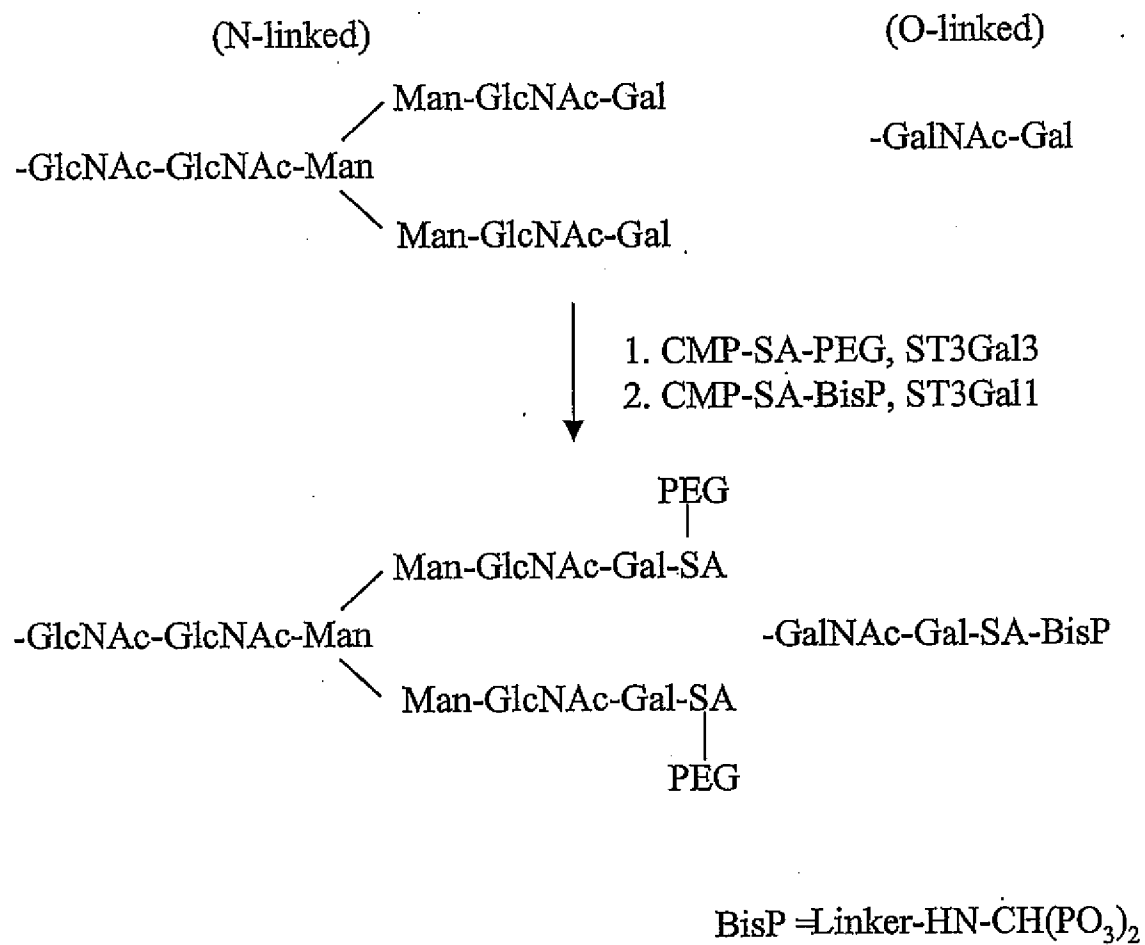 (N-linked)
(O-linked)
Man-GlcNAc-Gal
-GalNAc-Gal
-GlcNAc-GlcNAc-Man
Man-GlcNAc-Gal
1. CMP-SA-PEG, ST3Gal3
2. CMP-SA-BisP, ST3Gal1
PEG
Man-GlcNAc-Gal-SA
-GlcNAc-GlcNAc-Man
-GalNAc-Gal-SA-BisP
Man-GlcNAc-Gal-SA
PEG
BisP =Linker-HN-CH(PO₃)₂